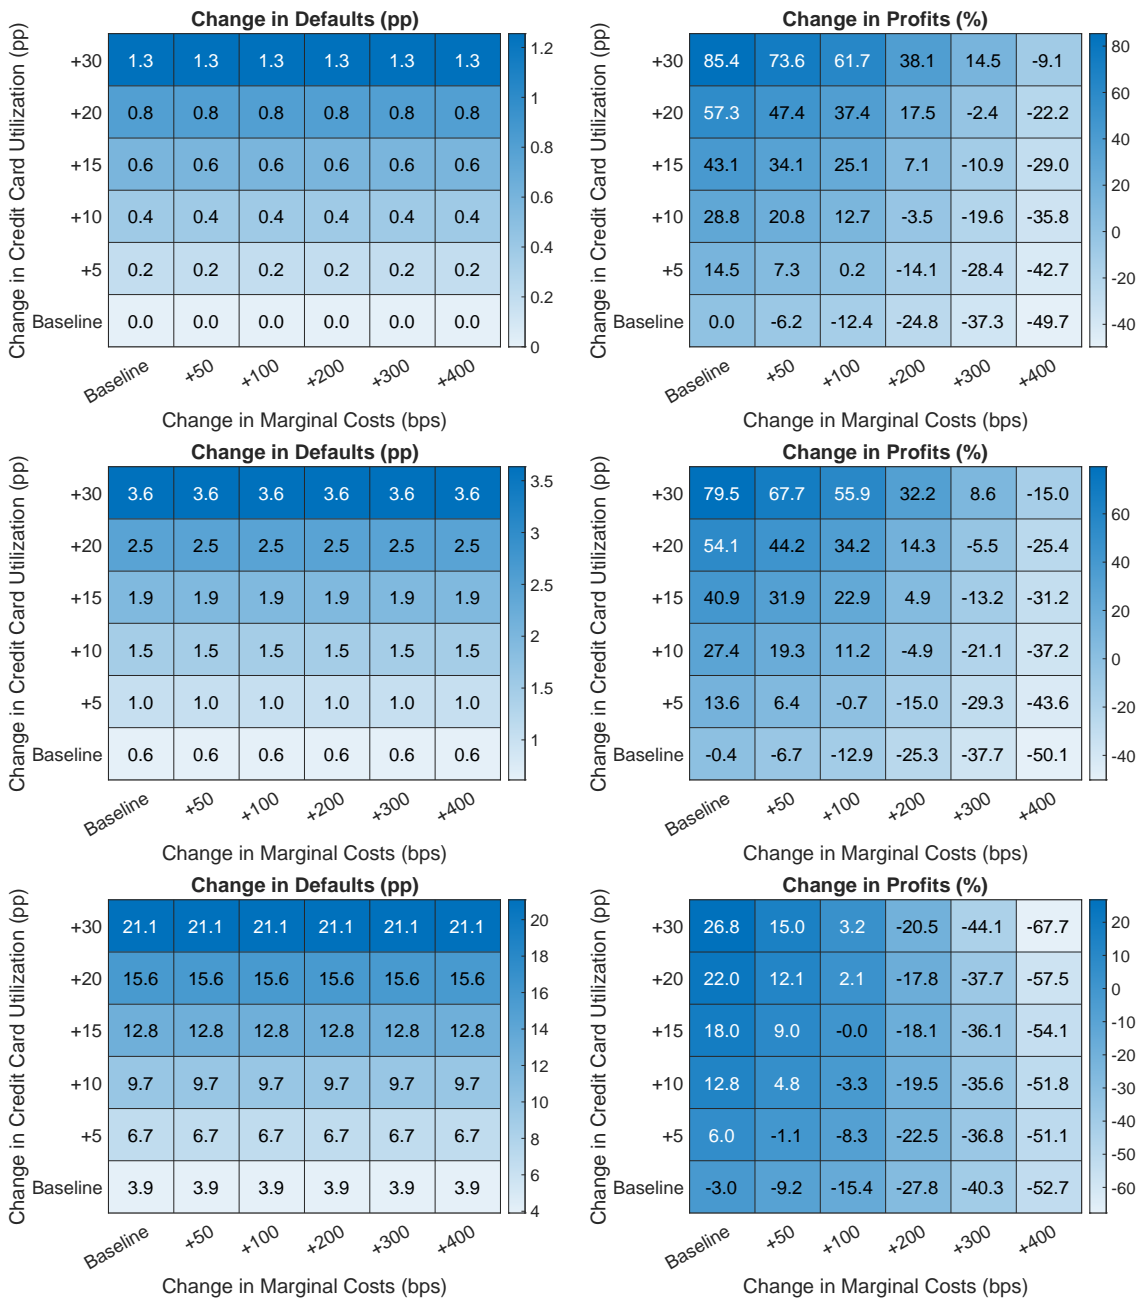 Change in Defaults (pp)
Change in Credit Card Utilization (pp)
+30 1.3 1.3 1.3 1.3 1.3 1.3
+20 0.8 0.8 0.8 0.8 0.8 0.8
+15 0.6 0.6 0.6 0.6 0.6 0.6
+10 0.4 0.4 0.4 0.4 0.4 0.4
+5 0.2 0.2 0.2 0.2 0.2 0.2
Baseline 0.0 0.0 0.0 0.0 0.0 0.0
Baseline +50 +100 +200 +300 +400
Change in Marginal Costs (bps)
1.2
1
0.8
0.6
0.4
0.2
0
Change in Profits (%)
Change in Credit Card Utilization (pp)
+30 85.4 73.6 61.7 38.1 14.5 -9.1
+20 57.3 47.4 37.4 17.5 -2.4 -22.2
+15 43.1 34.1 25.1 7.1 -10.9 -29.0
+10 28.8 20.8 12.7 -3.5 -19.6 -35.8
+5 14.5 7.3 0.2 -14.1 -28.4 -42.7
Baseline 0.0 -6.2 -12.4 -24.8 -37.3 -49.7
Baseline +50 +100 +200 +300 +400
Change in Marginal Costs (bps)
80
60
40
20
0
-20
-40
Change in Defaults (pp)
Change in Credit Card Utilization (pp)
+30 3.6 3.6 3.6 3.6 3.6 3.6
+20 2.5 2.5 2.5 2.5 2.5 2.5
+15 1.9 1.9 1.9 1.9 1.9 1.9
+10 1.5 1.5 1.5 1.5 1.5 1.5
+5 1.0 1.0 1.0 1.0 1.0 1.0
Baseline 0.6 0.6 0.6 0.6 0.6 0.6
Baseline +50 +100 +200 +300 +400
Change in Marginal Costs (bps)
3.5
3
2.5
2
1.5
1
Change in Profits (%)
Change in Credit Card Utilization (pp)
+30 79.5 67.7 55.9 32.2 8.6 -15.0
+20 54.1 44.2 34.2 14.3 -5.5 -25.4
+15 40.9 31.9 22.9 4.9 -13.2 -31.2
+10 27.4 19.3 11.2 -4.9 -21.1 -37.2
+5 13.6 6.4 -0.7 -15.0 -29.3 -43.6
Baseline -0.4 -6.7 -12.9 -25.3 -37.7 -50.1
Baseline +50 +100 +200 +300 +400
Change in Marginal Costs (bps)
60
40
20
0
-20
-40
Change in Defaults (pp)
Change in Credit Card Utilization (pp)
+30 21.1 21.1 21.1 21.1 21.1 21.1
+20 15.6 15.6 15.6 15.6 15.6 15.6
+15 12.8 12.8 12.8 12.8 12.8 12.8
+10 9.7 9.7 9.7 9.7 9.7 9.7
+5 6.7 6.7 6.7 6.7 6.7 6.7
Baseline 3.9 3.9 3.9 3.9 3.9 3.9
Baseline +50 +100 +200 +300 +400
Change in Marginal Costs (bps)
20
18
16
14
12
10
8
6
4
Change in Profits (%)
Change in Credit Card Utilization (pp)
+30 26.8 15.0 3.2 -20.5 -44.1 -67.7
+20 22.0 12.1 2.1 -17.8 -37.7 -57.5
+15 18.0 9.0 -0.0 -18.1 -36.1 -54.1
+10 12.8 4.8 -3.3 -19.5 -35.6 -51.8
+5 6.0 -1.1 -8.3 -22.5 -36.8 -51.1
Baseline -3.0 -9.2 -15.4 -27.8 -40.3 -52.7
Baseline +50 +100 +200 +300 +400
Change in Marginal Costs (bps)
20
10
0
-10
-20
-30
-40
-50
-60